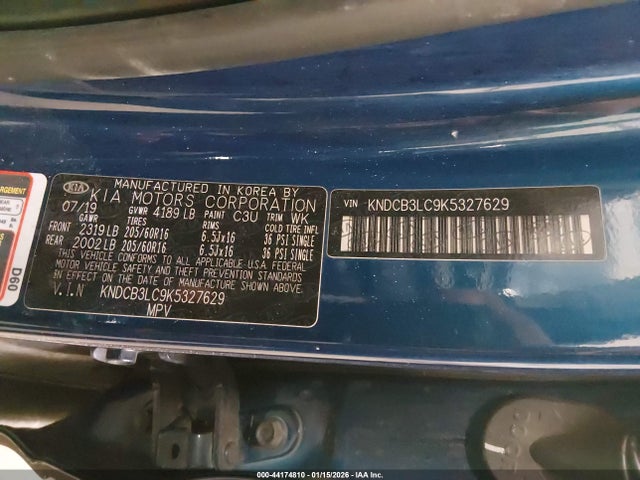 ARGEMENT
D60
KIA
MANUFACTURED IN KOREA BY
KIA MOTORS CORPORATION
07/19 GVWR 4189 LB PAINT C3U TRIM WK
GAWR TIRES RIMS COLD TIRE INFL
FRONT 2319 LB 205/60R16 6.5JX16 36 PSI SINGLE
REAR 2002 LB 205/60R16 6.5JX16 36 PSI SINGLE
THIS VEHICLE CONFORMS TO ALL APPLICABLE U.S.A. FEDERAL
MOTOR VEHICLE SAFETY AND THEFT PREVENTION STANDARDS
IN EFFECT ON THE DATE OF MANUFACTURE SHOWN ABOVE
V.I.N KNDCB3LC9K5327629
MPV
VIN KNDCB3LC9K5327629
000-44174810 - 01/15/2026 - IAA Inc.